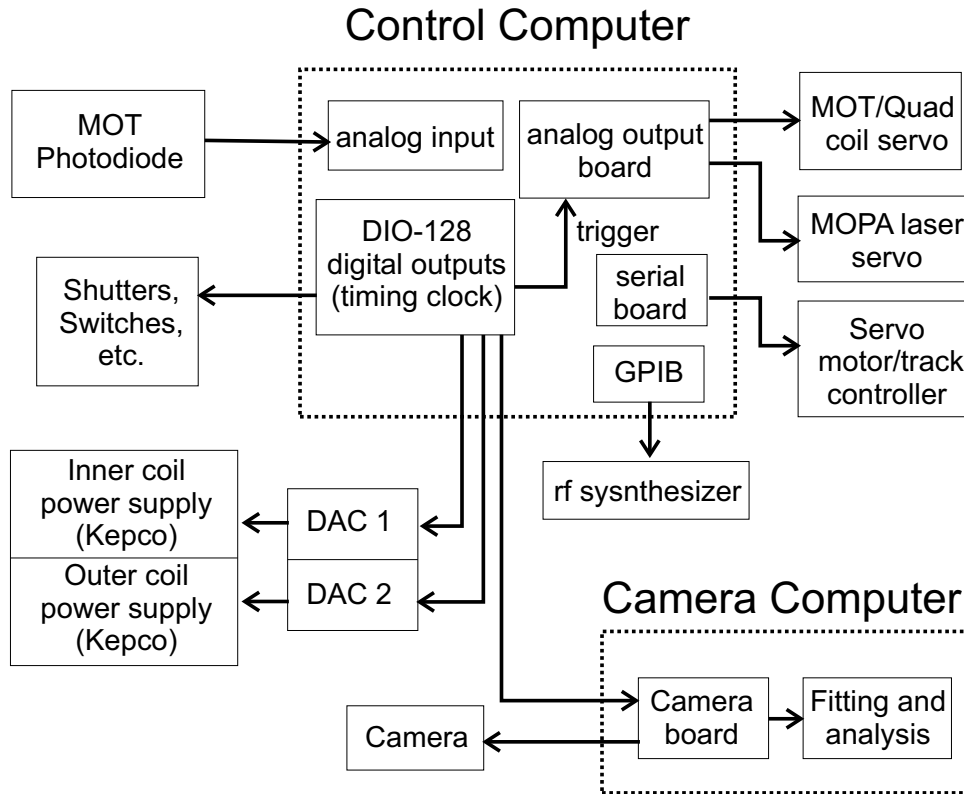 Control Computer
MOT
Photodiode
analog input
analog output
board
MOT/Quad
coil servo
DIO-128
digital outputs
(timing clock)
trigger
MOPA laser
servo
Shutters,
Switches,
etc.
serial
board
Servo
motor/track
controller
GPIB
rf sysnthesizer
Inner coil
power supply
(Kepco)
DAC 1
Outer coil
power supply
(Kepco)
DAC 2
Camera Computer
Camera
board
Fitting and
analysis
Camera